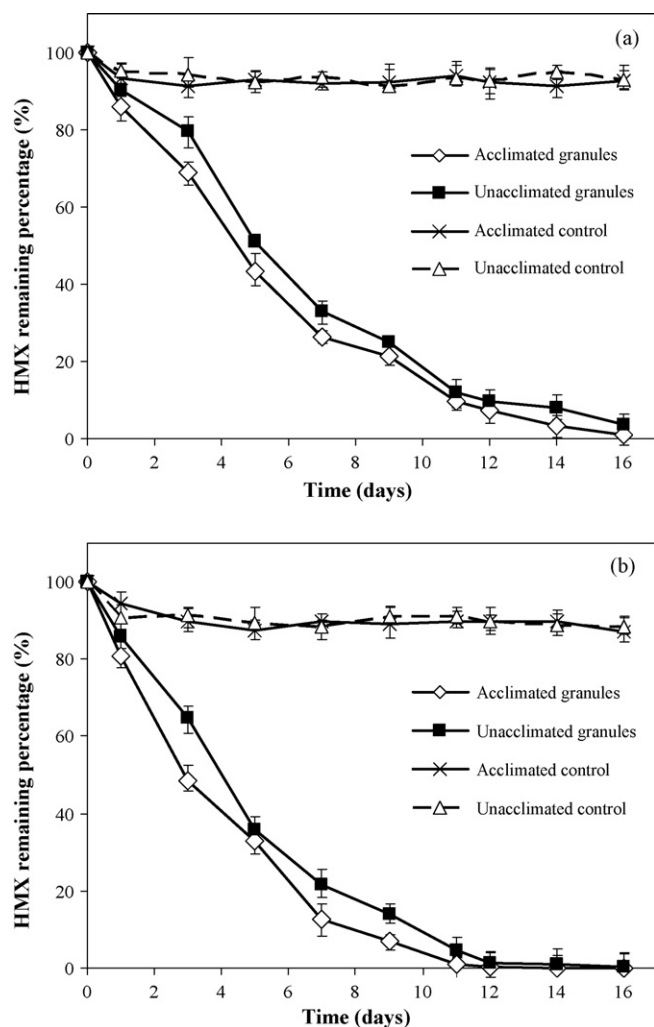 (a)
100
80
60
40
20
0
HMX remaining percentage (%)
Acclimated granules
Unacclimated granules
Acclimated control
Unacclimated control
0 2 4 6 8 10 12 14 16
Time (days)
(b)
100
80
60
40
20
0
HMX remaining percentage (%)
Acclimated granules
Unacclimated granules
Acclimated control
Unacclimated control
0 2 4 6 8 10 12 14 16
Time (days)